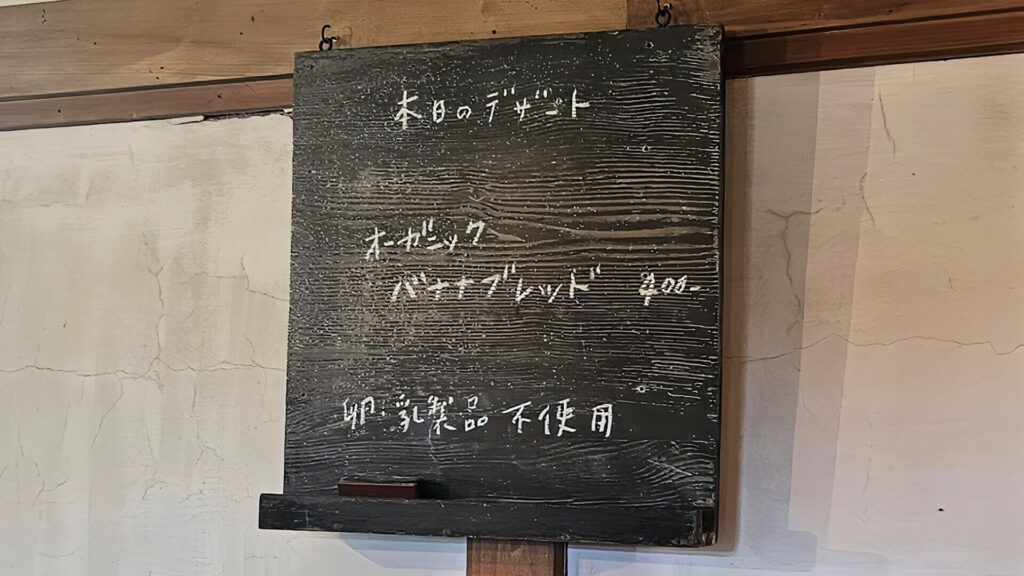 本日のデザート
オーガニック
バナナブレッド 400-
卵・乳製品 不使用